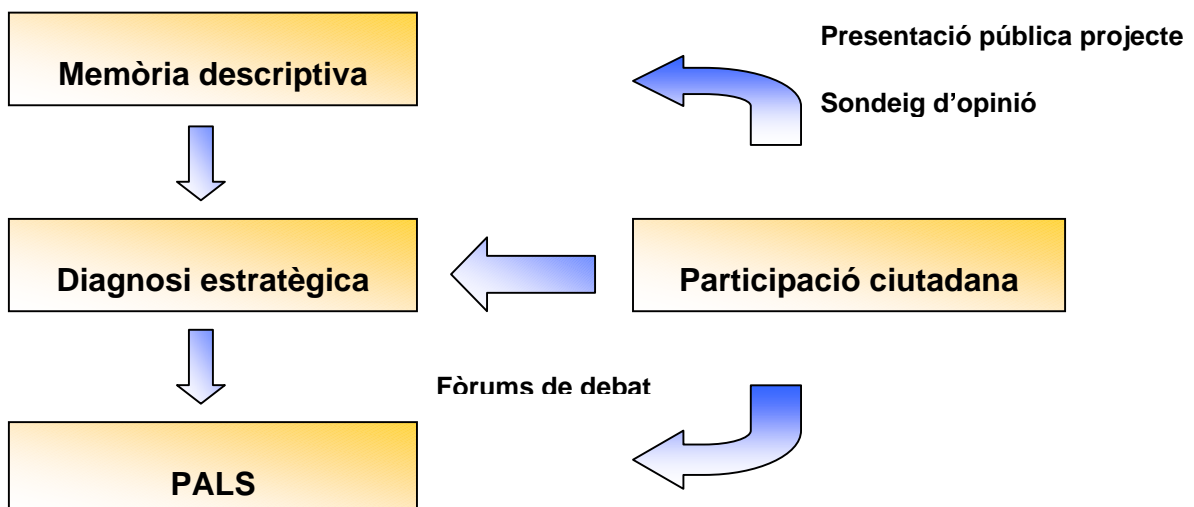 Presentació pública projecte
Memòria descriptiva
Sondeig d’opinió
Diagnosi estratègica
Participació ciutadana
Fòrums de debat
PALS